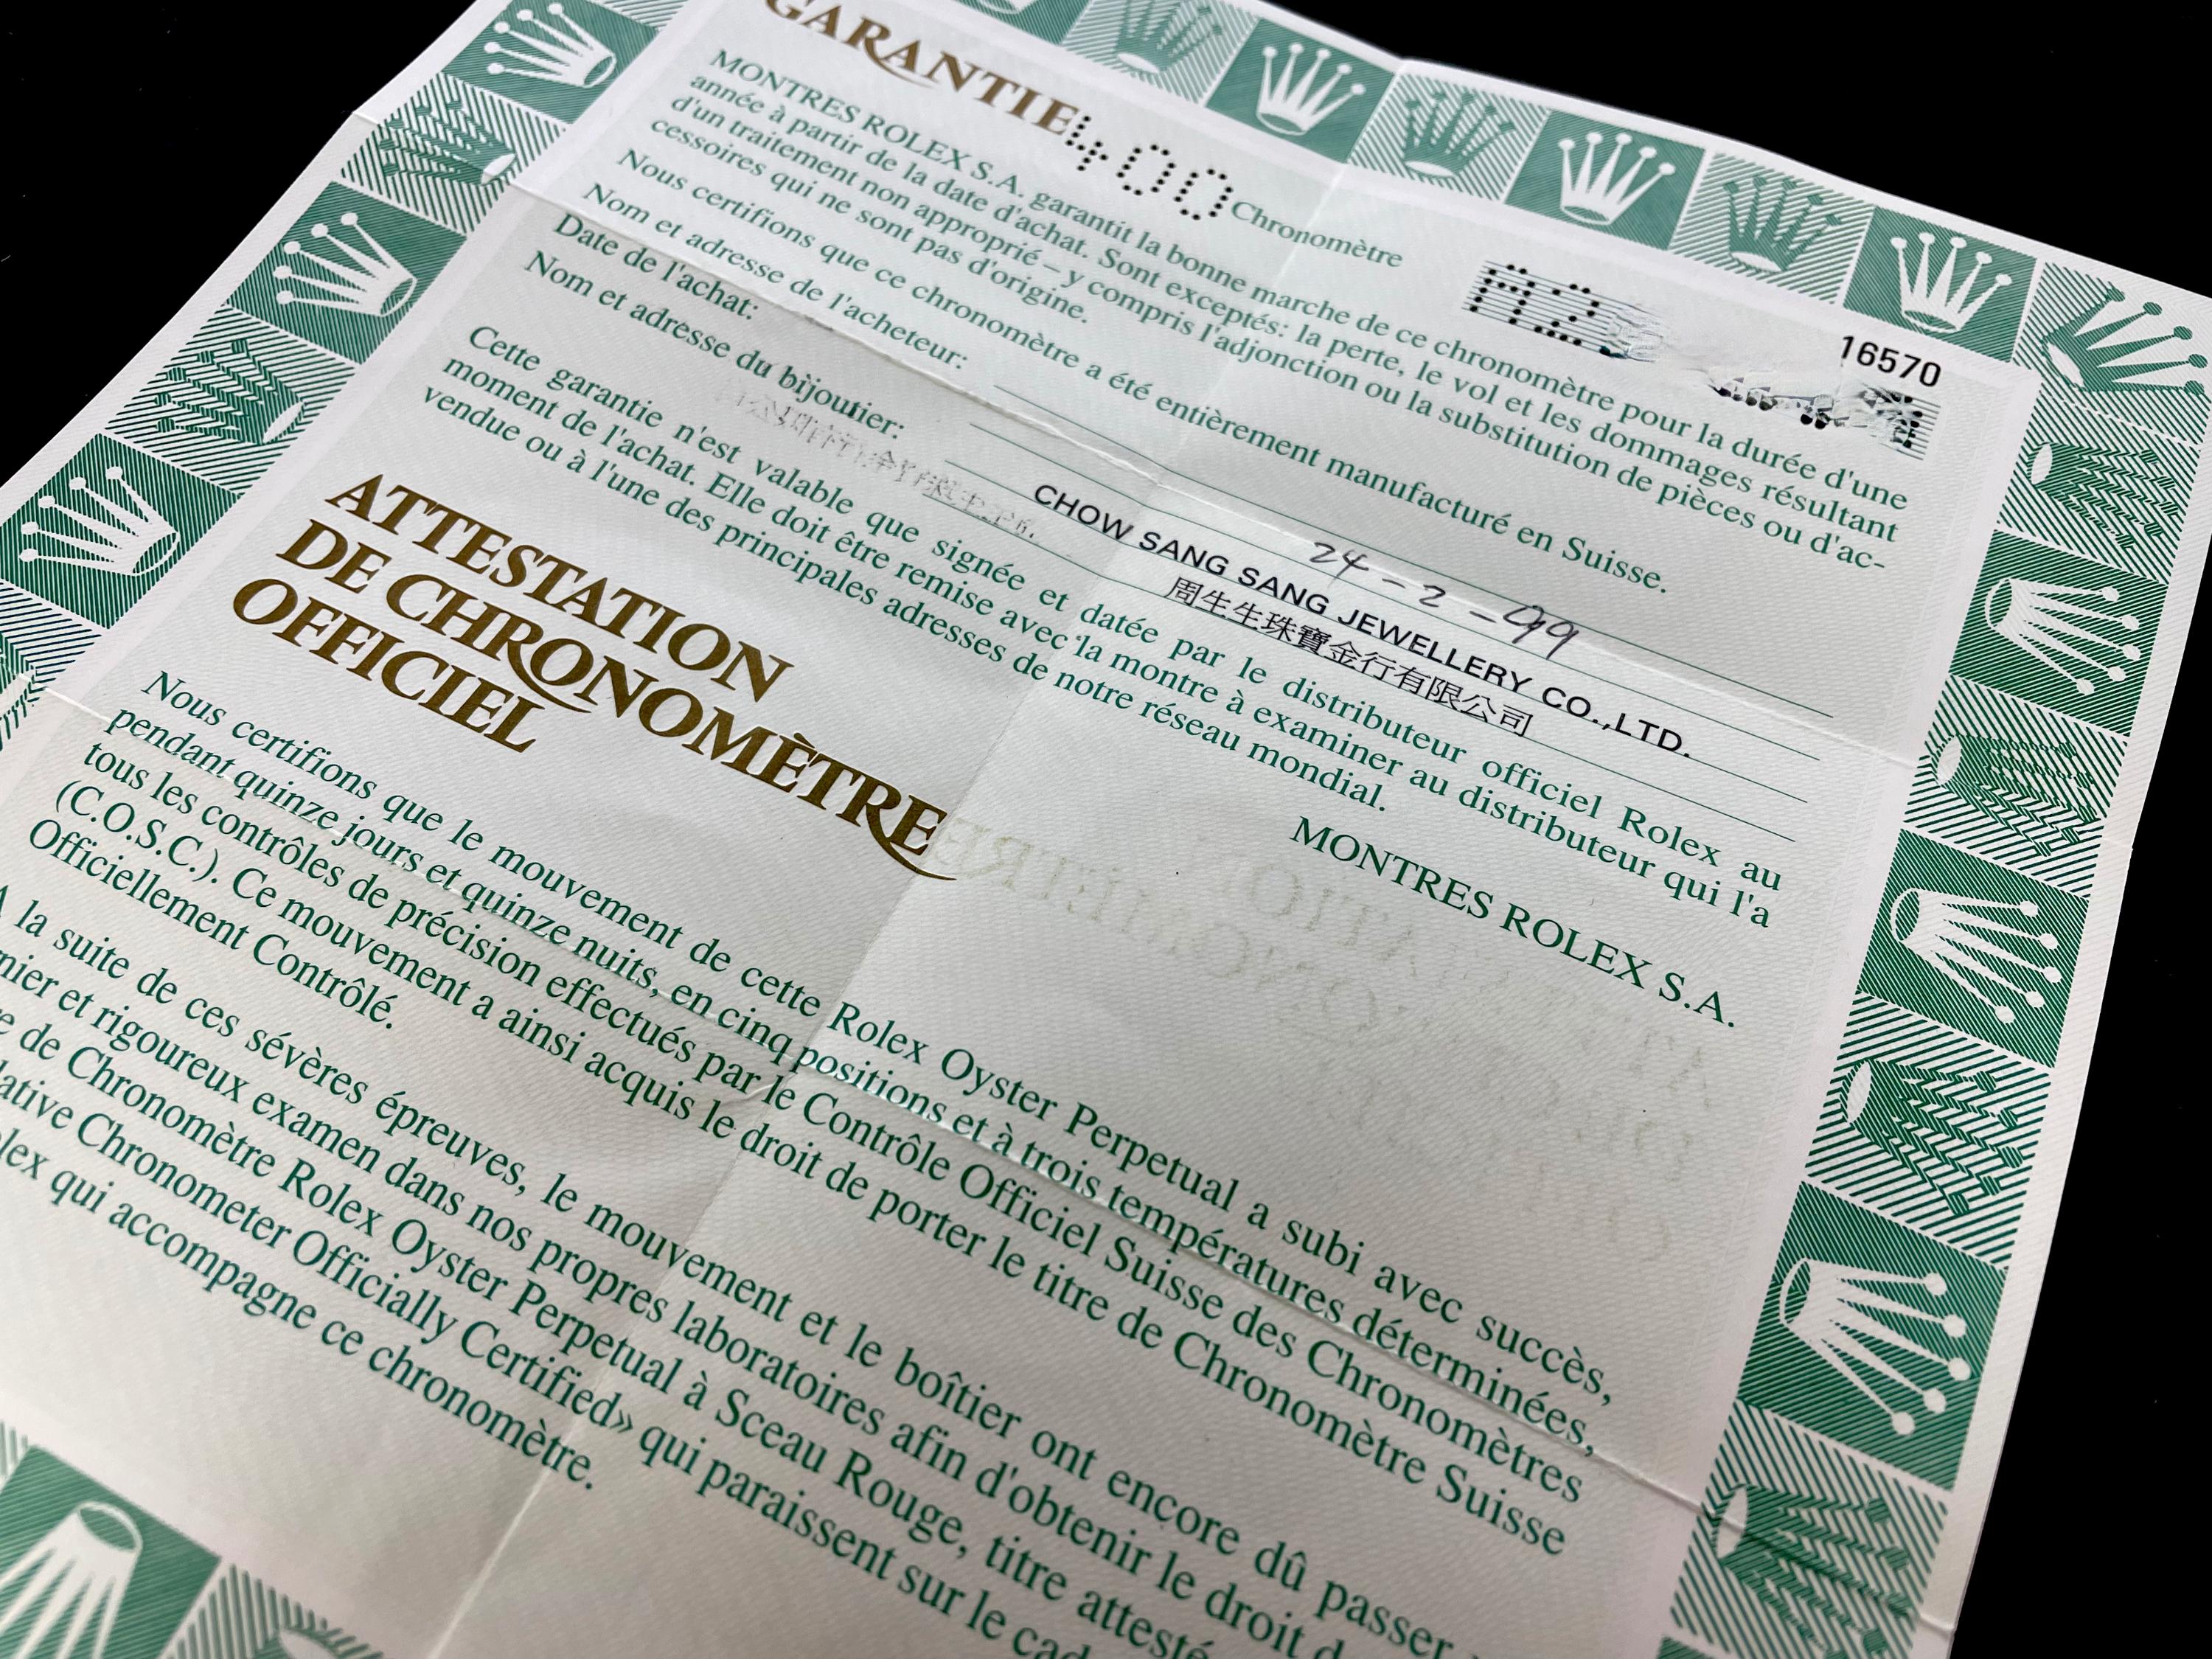 GARANTIE
400 Chronomètre
A2
16570
MONTRES ROLEX S.A. garantit la bonne marche de ce chronomètre pour la durée d'une
année à partir de la date d'achat. Sont exceptés: la perte, le vol et les dommages résultant
d'un traitement non approprié – y compris l'adjonction ou la substitution de pièces ou d'ac-
cessoires qui ne sont pas d'origine.
Nous certifions que ce chronomètre a été entièrement manufacturé en Suisse.
Nom et adresse de l'acheteur:
Date de l'achat: 24-2-99
Nom et adresse du bijoutier: CHOW SANG SANG JEWELLERY CO.,LTD.
周生生珠寶金行有限公司
Cette garantie n'est valable que signée et datée par le distributeur officiel Rolex au
moment de l'achat. Elle doit être remise avec la montre à examiner au distributeur qui l'a
vendue ou à l'une des principales adresses de notre réseau mondial.
MONTRES ROLEX S.A.
ATTESTATION
DE CHRONOMÈTRE
OFFICIEL
Nous certifions que le mouvement de cette Rolex Oyster Perpetual a subi avec succès,
pendant quinze jours et quinze nuits, en cinq positions et à trois températures déterminées,
tous les contrôles de précision effectués par le Contrôle Officiel Suisse des Chronomètres
(C.O.S.C.). Ce mouvement a ainsi acquis le droit de porter le titre de Chronomètre Suisse
Officiellement Contrôlé.
A la suite de ces sévères épreuves, le mouvement et le boîtier ont encore dû passer
et rigoureux examen dans nos propres laboratoires afin d'obtenir le droit
de Chronomètre Rolex Oyster Perpetual à Sceau Rouge, titre attesté
Chronometer Officially Certified» qui paraissent sur le
qui accompagne ce chronomètre.